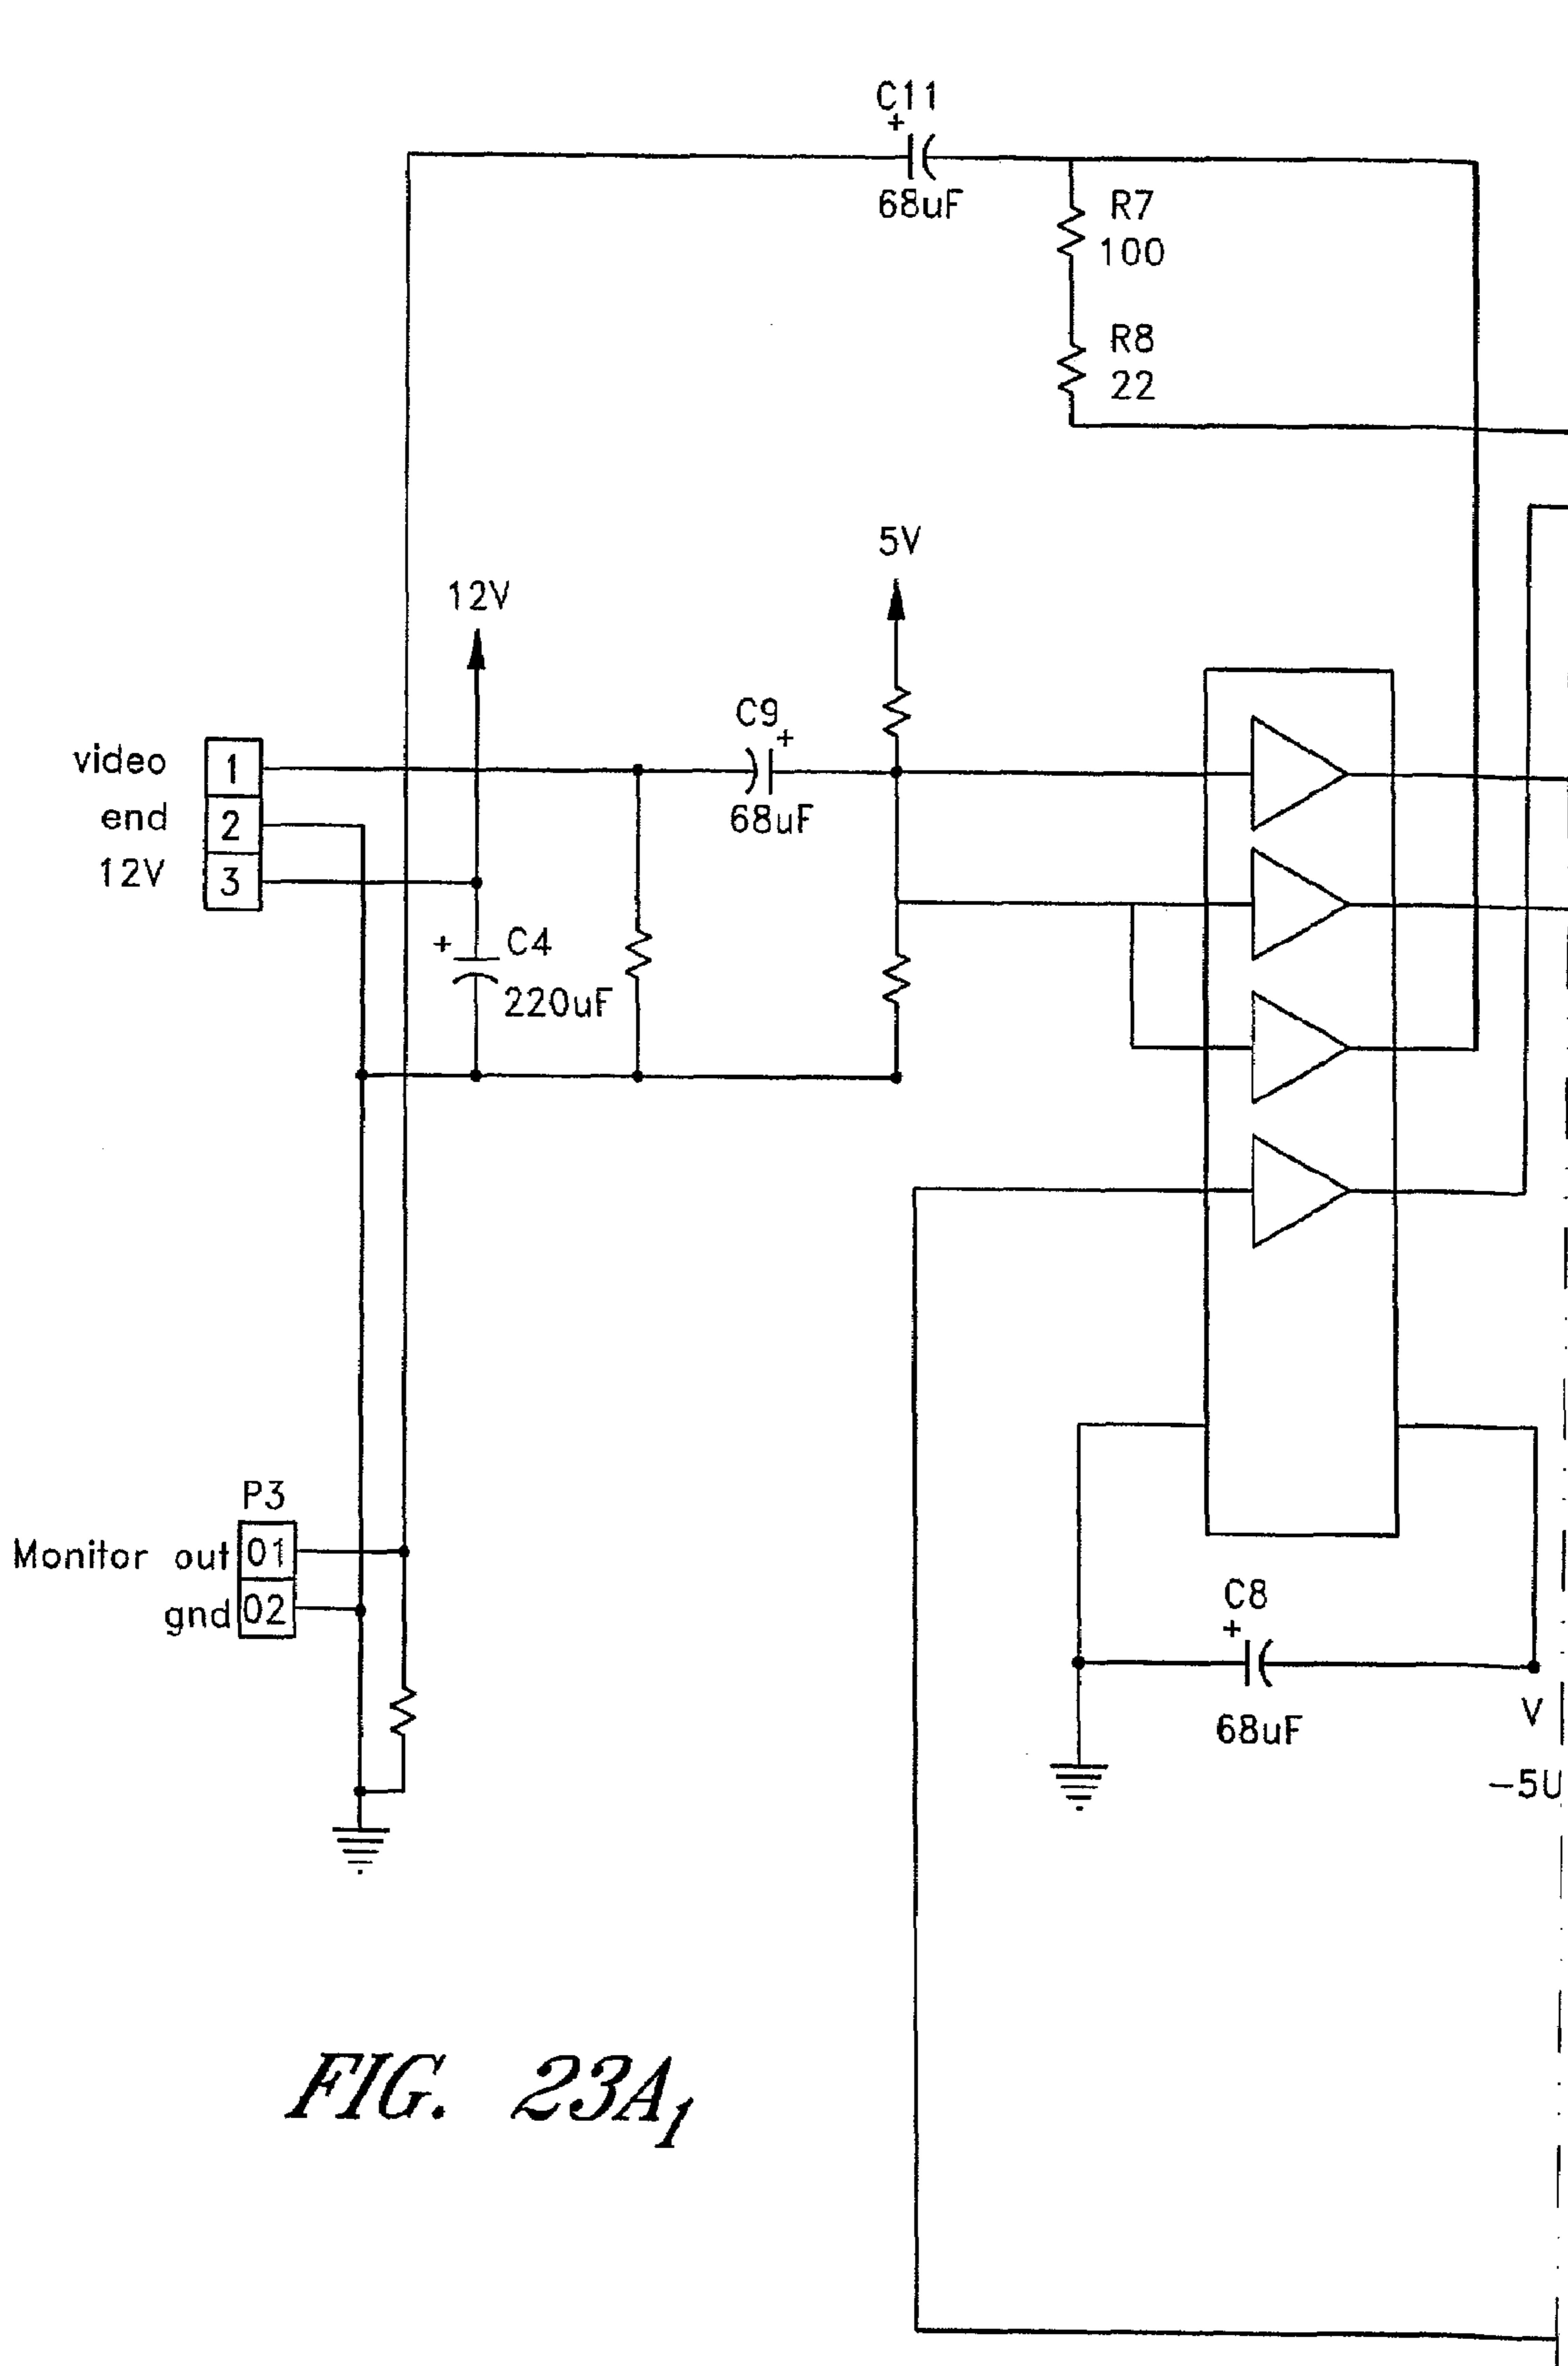 C11
+
68uF
R7
100
R8
22
5V
12V
C9
+
68uF
video 1
end 2
12V 3
+ C4
220uF
P3
Monitor out 01
gnd 02
C8
+
68uF
V
-5U
FIG. 23A1